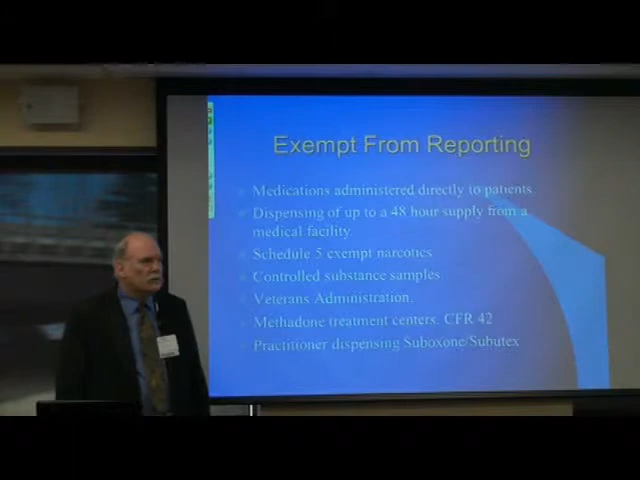 Exempt From Reporting
Medications administered directly to patients.
Dispensing of up to a 48 hour supply from a
medical facility.
Schedule 5 exempt narcotics
Controlled substance samples
Veterans Administration.
Methadone treatment centers. CFR 42
Practitioner dispensing Suboxone/Subutex